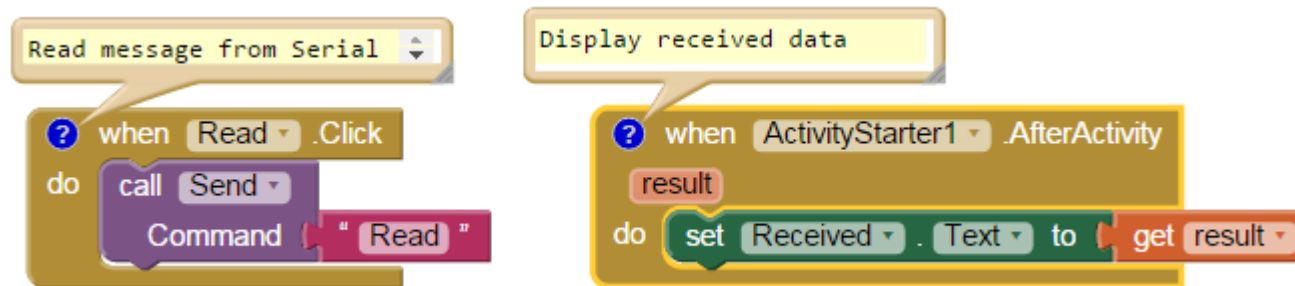 Read message from Serial
? when Read .Click
do call Send
Command " Read "
Display received data
? when ActivityStarter1 .AfterActivity
result
do set Received . Text to get result